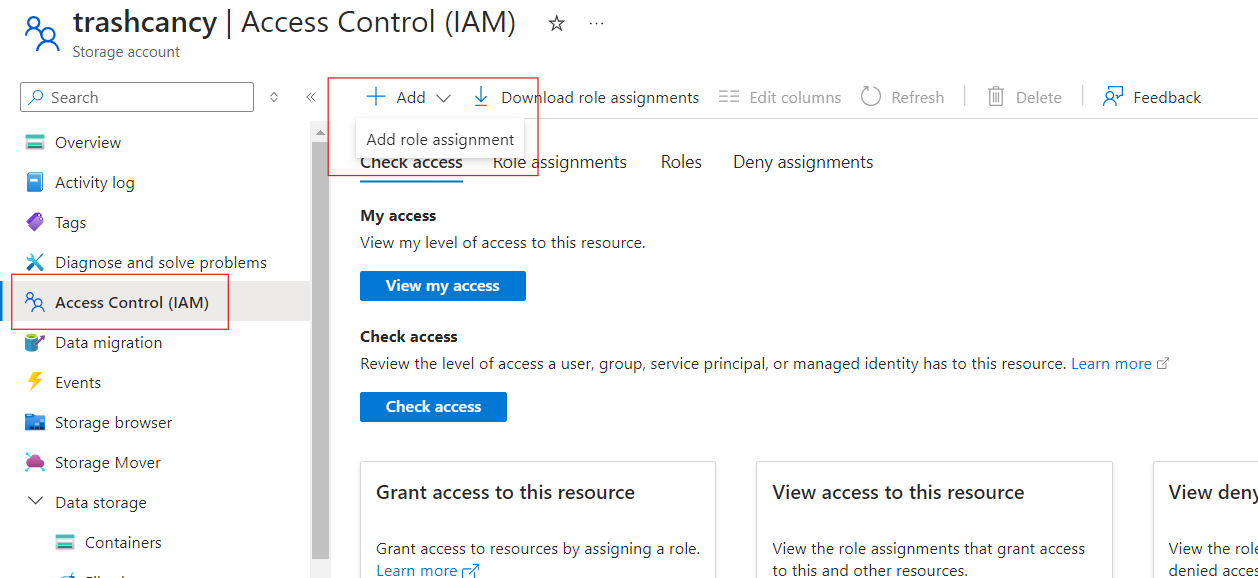 trashcancy | Access Control (IAM)
Storage account
Search
Overview
Activity log
Tags
Diagnose and solve problems
Access Control (IAM)
Data migration
Events
Storage browser
Storage Mover
Data storage
Containers
Add
Download role assignments
Edit columns
Refresh
Delete
Feedback
Add role assignment
Check access
Role assignments
Roles
Deny assignments
My access
View my level of access to this resource.
View my access
Check access
Review the level of access a user, group, service principal, or managed identity has to this resource. Learn more
Check access
Grant access to this resource
Grant access to resources by assigning a role.
Learn more
View access to this resource
View the role assignments that grant access
to this and other resources.
View deny
View the role
denied acces